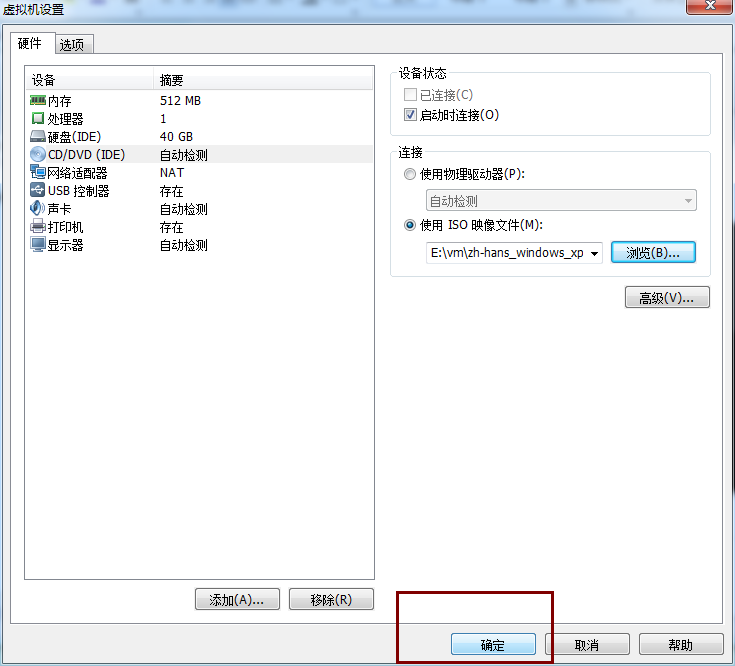 虚拟机设置
硬件 选项
设备 摘要
内存 512 MB
处理器 1
硬盘(IDE) 40 GB
CD/DVD (IDE) 自动检测
网络适配器 NAT
USB 控制器 存在
声卡 自动检测
打印机 存在
显示器 自动检测
添加(A)... 移除(R)
设备状态
已连接(C)
启动时连接(O)
连接
使用物理驱动器(P):
自动检测
使用 ISO 映像文件(M):
E:\vm\zh-hans_windows_xp 浏览(B)...
高级(V)...
确定 取消 帮助